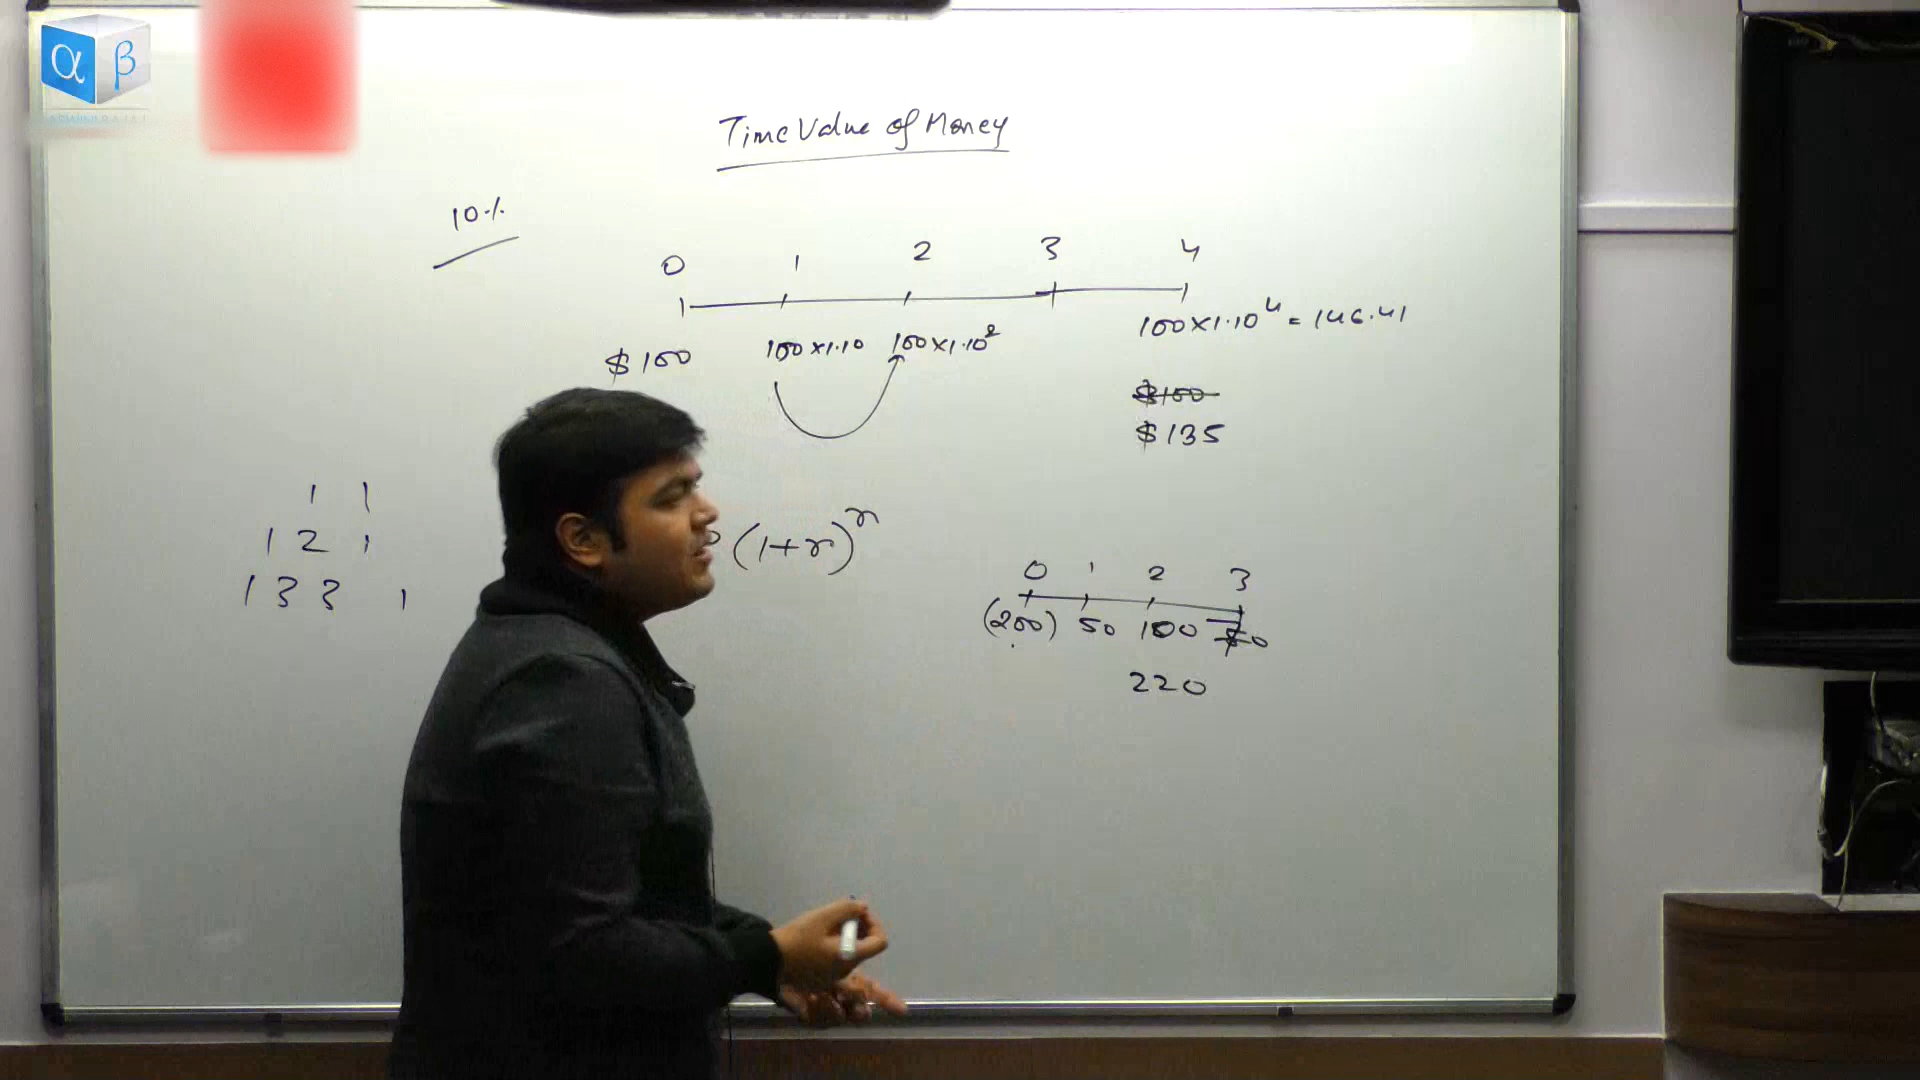 α β
Time Value of Money
10%
0 1 2 3 4
$100 100×1.10 100×1.10² 100×1.10⁴ = 146.41
$100
$135
1 1
1 2 1
1 3 3 1
(1+r)ⁿ
0 1 2 3
(200) 50 100
220